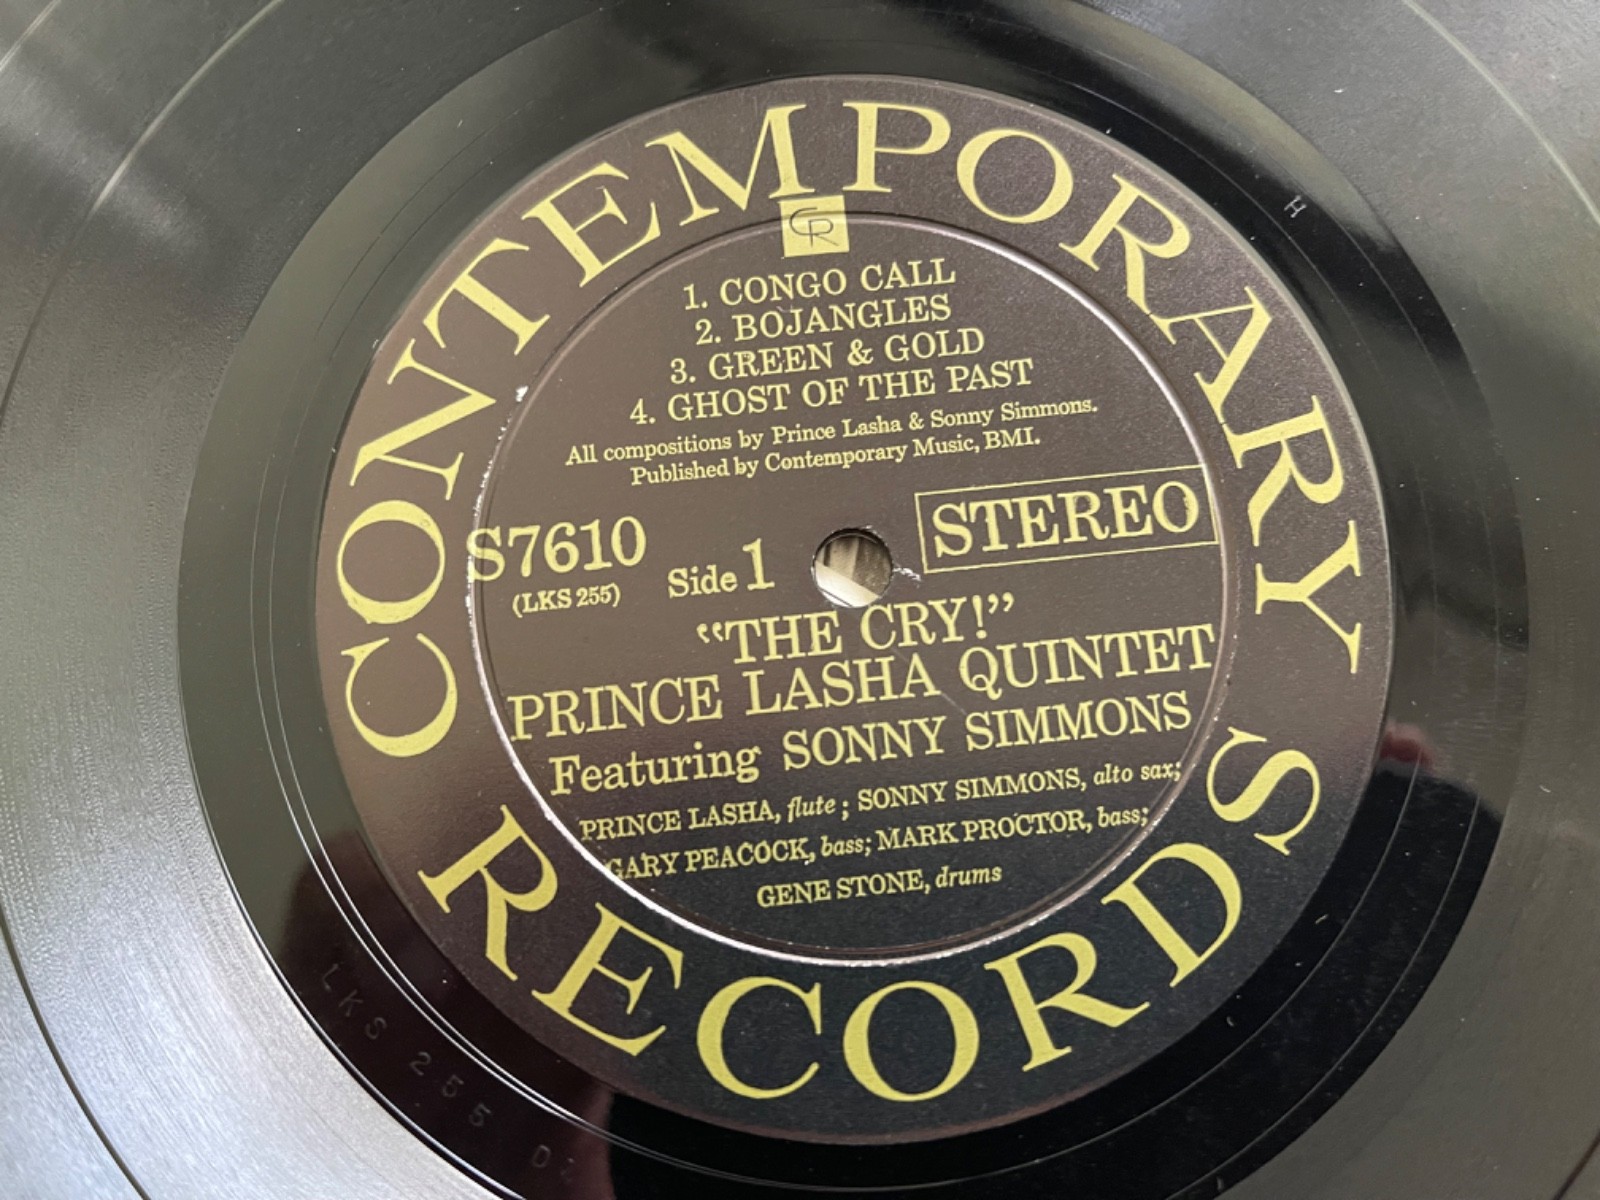 CONTEMPORARY
CR
1. CONGO CALL
2. BOJANGLES
3. GREEN & GOLD
4. GHOST OF THE PAST
All compositions by Prince Lasha & Sonny Simmons.
Published by Contemporary Music, BMI.
S7610
(LKS 255)
Side 1
STEREO
"THE CRY!"
PRINCE LASHA QUINTET
Featuring SONNY SIMMONS
PRINCE LASHA, flute; SONNY SIMMONS, alto sax;
GARY PEACOCK, bass; MARK PROCTOR, bass;
GENE STONE, drums
RECORDS
H
LKS 255